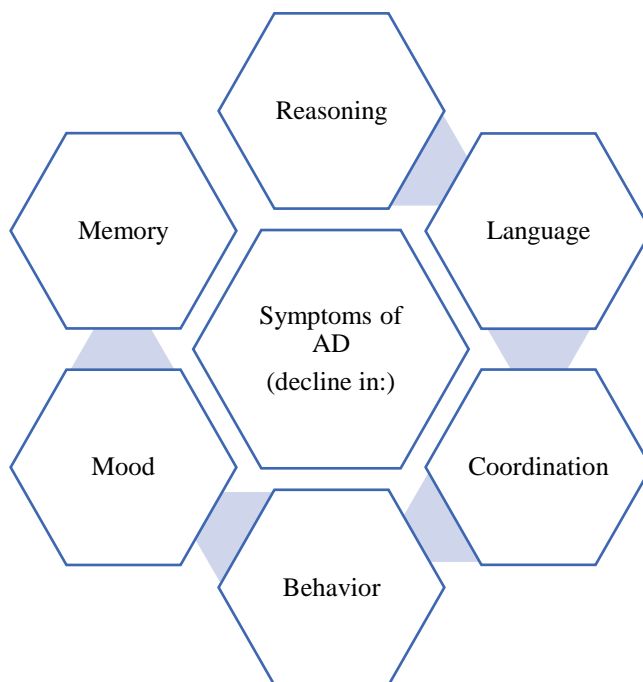 Reasoning
Memory
Language
Symptoms of
AD
(decline in:)
Mood
Coordination
Behavior